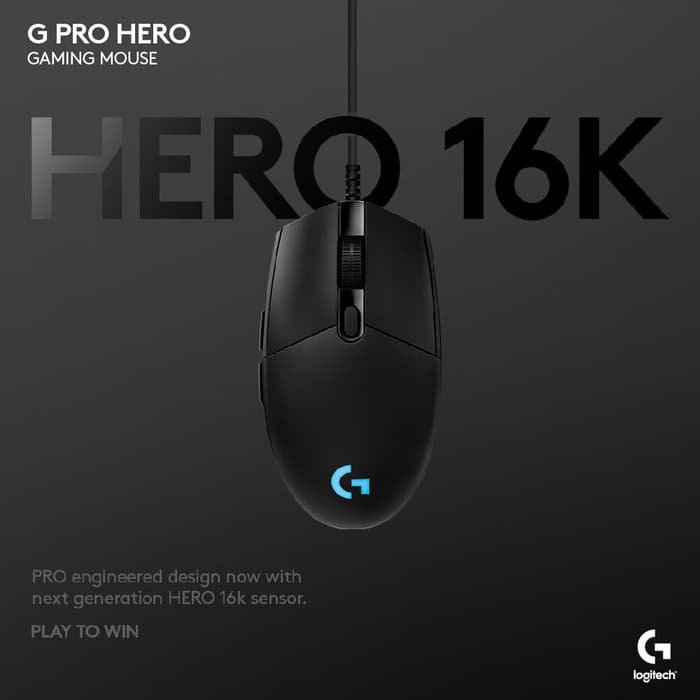 G PRO HERO
GAMING MOUSE
HERO 16K
G
PRO engineered design now with
next generation HERO 16k sensor.
PLAY TO WIN
G
logitech